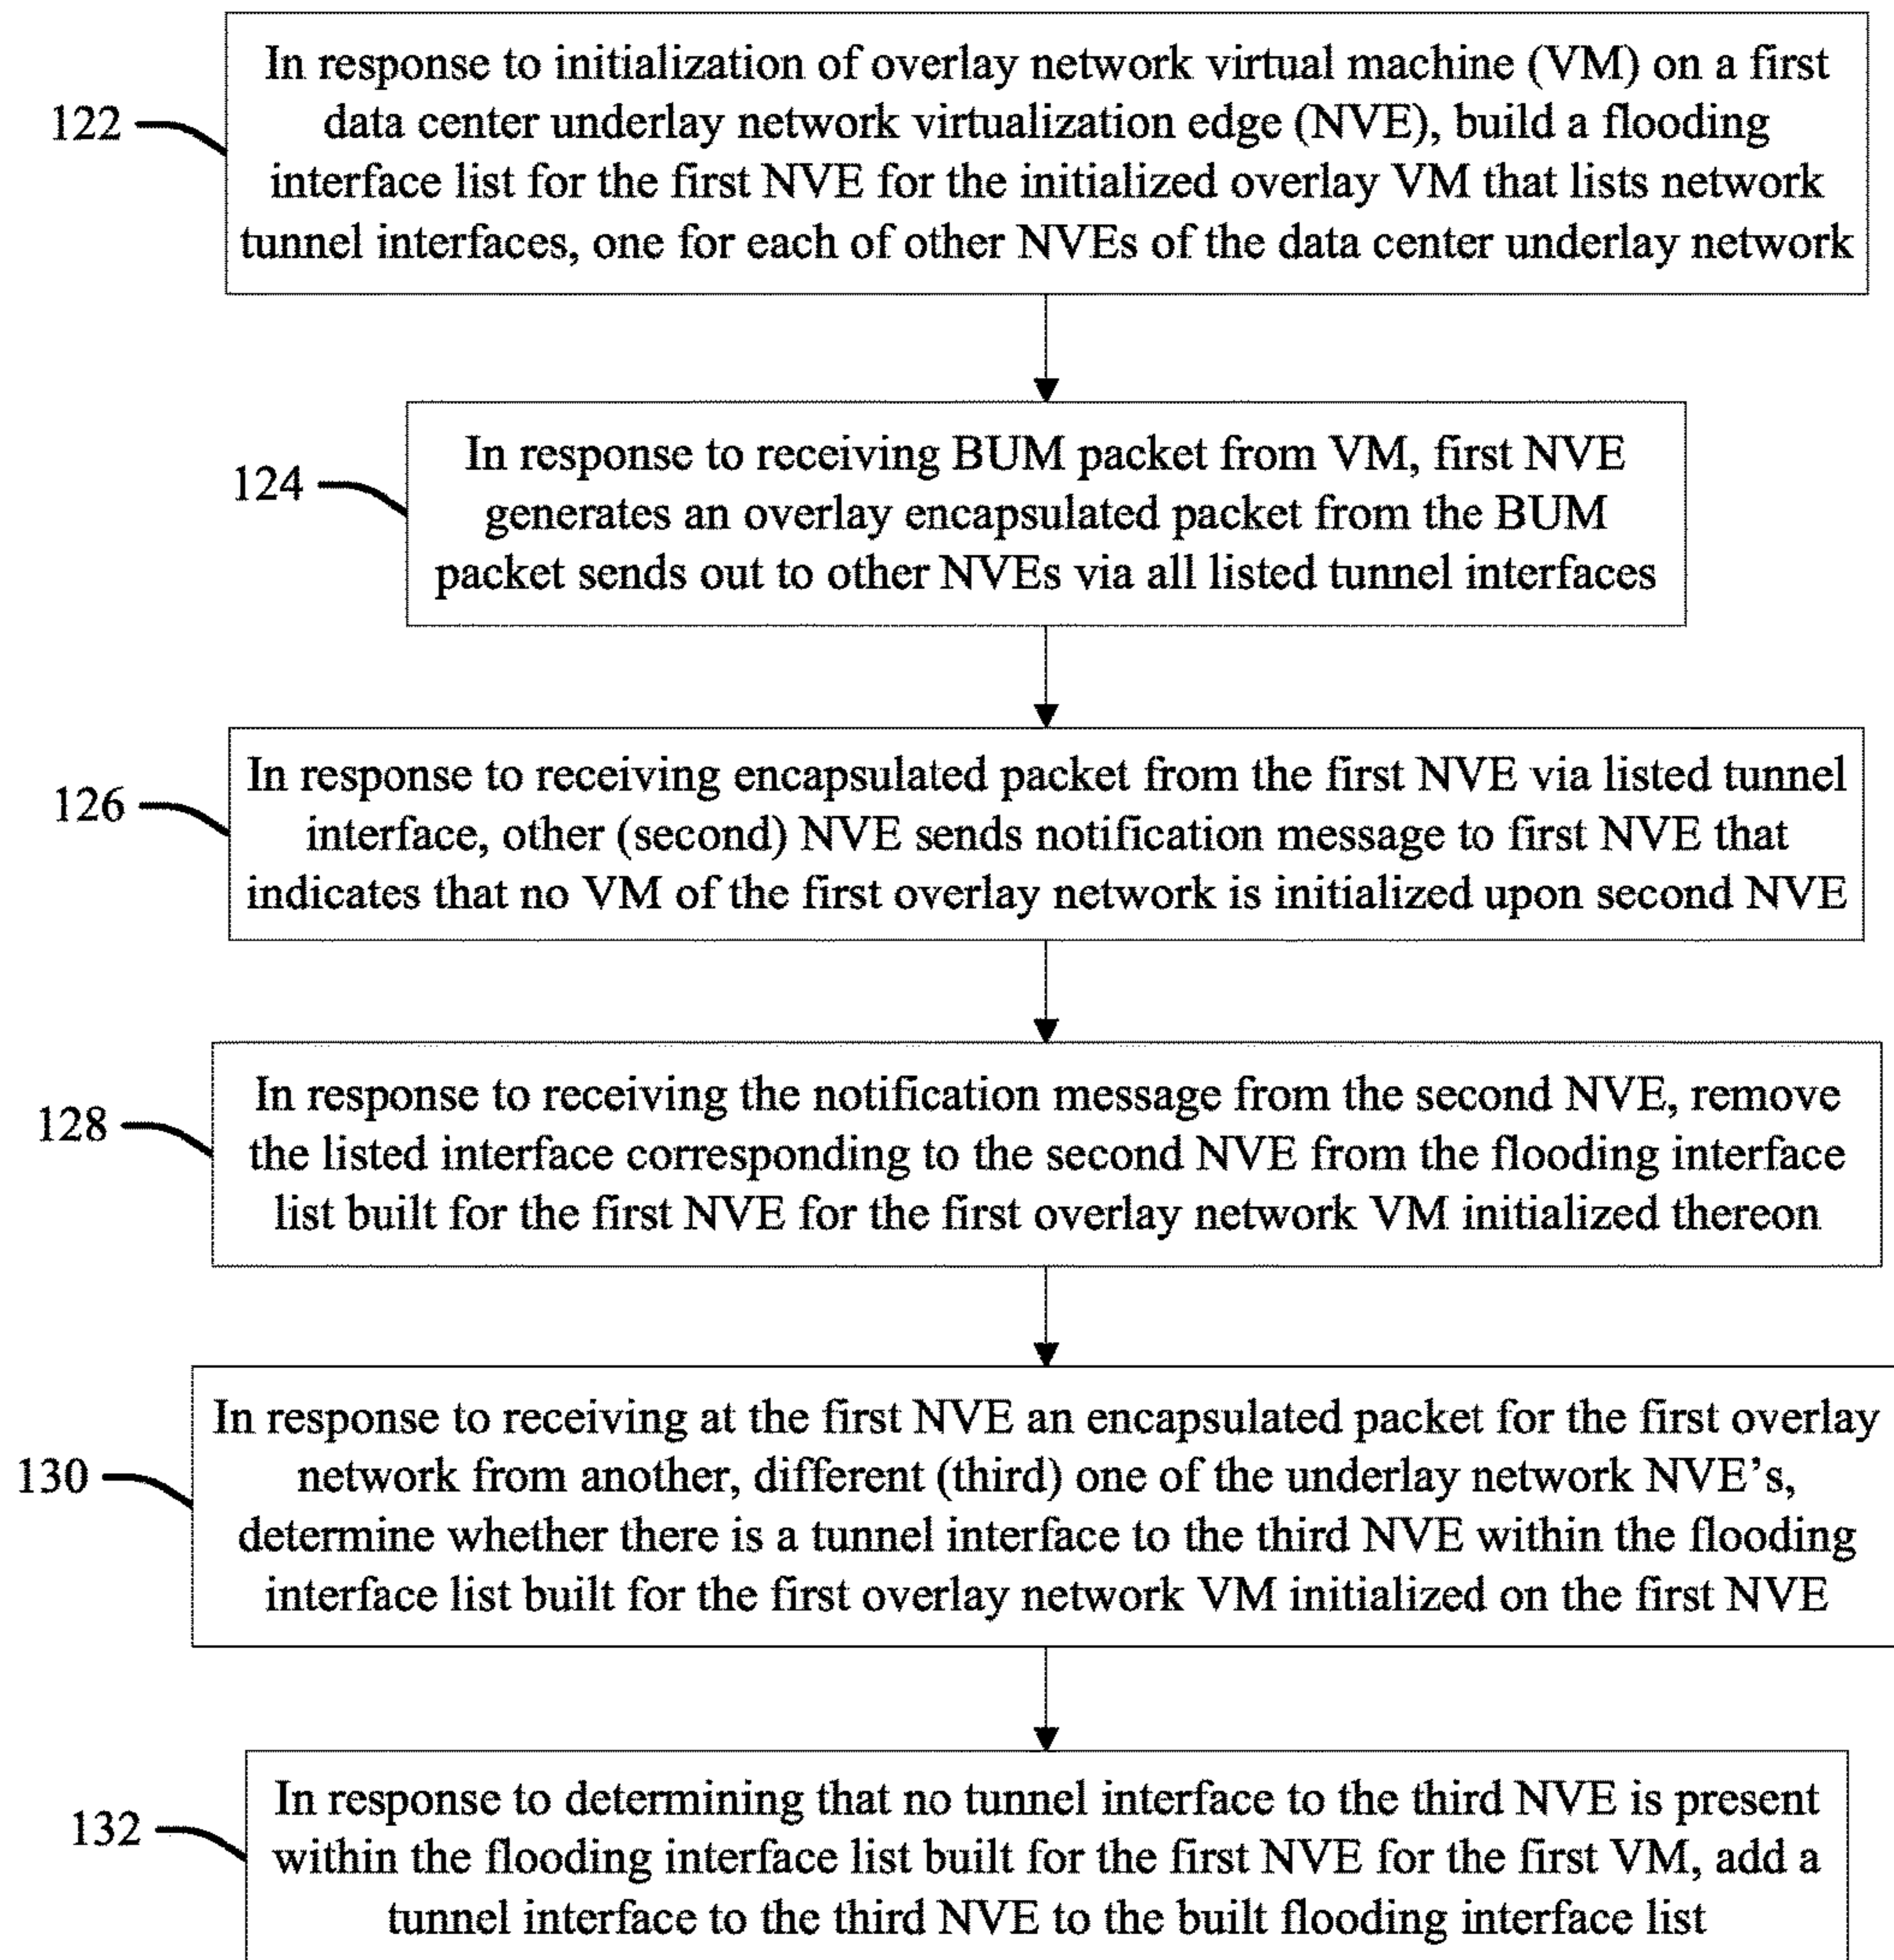 In response to initialization of overlay network virtual machine (VM) on a first
data center underlay network virtualization edge (NVE), build a flooding
interface list for the first NVE for the initialized overlay VM that lists network
tunnel interfaces, one for each of other NVEs of the data center underlay network
122
In response to receiving BUM packet from VM, first NVE
generates an overlay encapsulated packet from the BUM
packet sends out to other NVEs via all listed tunnel interfaces
124
In response to receiving encapsulated packet from the first NVE via listed tunnel
interface, other (second) NVE sends notification message to first NVE that
indicates that no VM of the first overlay network is initialized upon second NVE
126
In response to receiving the notification message from the second NVE, remove
the listed interface corresponding to the second NVE from the flooding interface
list built for the first NVE for the first overlay network VM initialized thereon
128
In response to receiving at the first NVE an encapsulated packet for the first overlay
network from another, different (third) one of the underlay network NVE's,
determine whether there is a tunnel interface to the third NVE within the flooding
interface list built for the first overlay network VM initialized on the first NVE
130
In response to determining that no tunnel interface to the third NVE is present
within the flooding interface list built for the first NVE for the first VM, add a
tunnel interface to the third NVE to the built flooding interface list
132